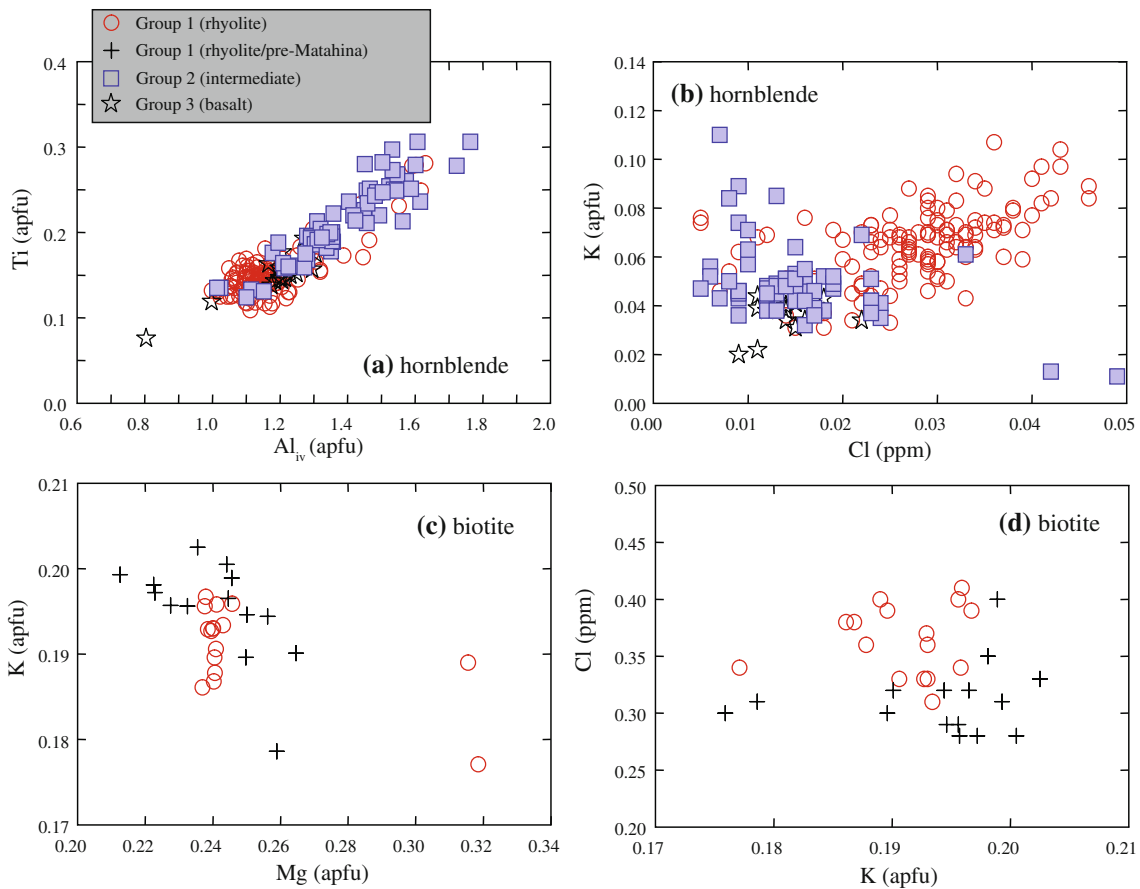 Group 1 (rhyolite)
Group 1 (rhyolite/pre-Matahina)
Group 2 (intermediate)
Group 3 (basalt)
0.4
0.3
0.2
0.1
0.0
Ti (apfu)
(a) hornblende
0.6 0.8 1.0 1.2 1.4 1.6 1.8 2.0
Aliv (apfu)
0.14
0.12
0.10
0.08
0.06
0.04
0.02
0.00
K (apfu)
(b) hornblende
0.00 0.01 0.02 0.03 0.04 0.05
Cl (ppm)
0.21
0.20
0.19
0.18
0.17
K (apfu)
(c) biotite
0.20 0.22 0.24 0.26 0.28 0.30 0.32 0.34
Mg (apfu)
0.50
0.45
0.40
0.35
0.30
0.25
0.20
Cl (ppm)
(d) biotite
0.17 0.18 0.19 0.20 0.21
K (apfu)